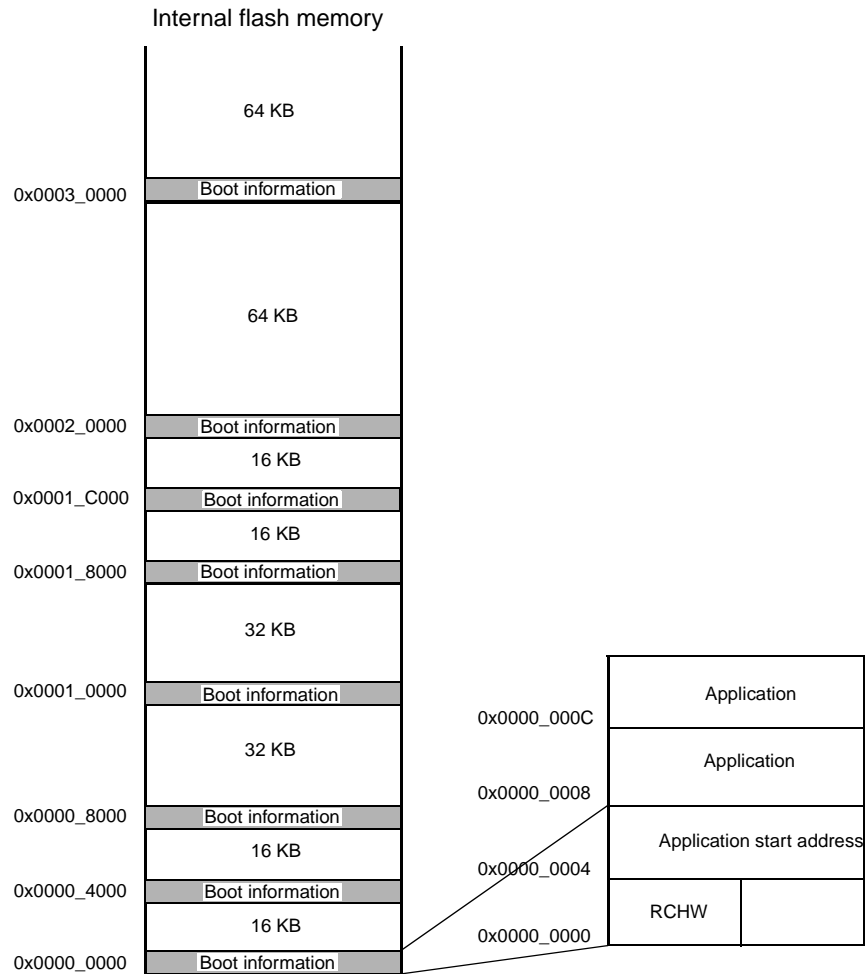 Internal flash memory
64 KB
0x0003_0000
Boot information
64 KB
0x0002_0000
Boot information
16 KB
0x0001_C000
Boot information
16 KB
0x0001_8000
Boot information
32 KB
0x0001_0000
Boot information
32 KB
0x0000_8000
Boot information
16 KB
0x0000_4000
Boot information
16 KB
0x0000_0000
Boot information
Application
0x0000_000C
Application
0x0000_0008
Application start address
0x0000_0004
RCHW
0x0000_0000